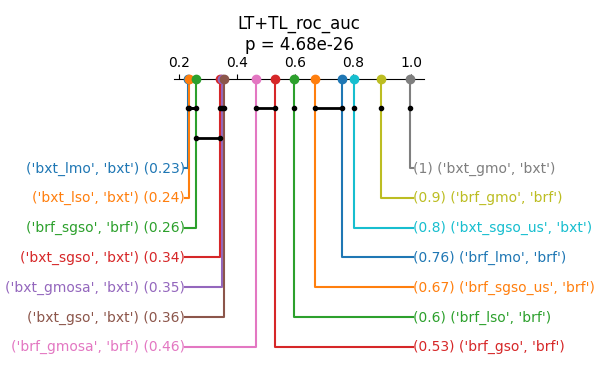 LT+TL_roc_auc
p = 4.68e-26
0.2 0.4 0.6 0.8 1.0
('bxt_lmo', 'bxt') (0.23) (1) ('bxt_gmo', 'bxt')
('bxt_lso', 'bxt') (0.24) (0.9) ('brf_gmo', 'brf')
('brf_sgso', 'brf') (0.26) (0.8) ('bxt_sgso_us', 'bxt')
('bxt_sgso', 'bxt') (0.34) (0.76) ('brf_lmo', 'brf')
('bxt_gmosa', 'bxt') (0.35) (0.67) ('brf_sgso_us', 'brf')
('bxt_gso', 'bxt') (0.36) (0.6) ('brf_lso', 'brf')
('brf_gmosa', 'brf') (0.46) (0.53) ('brf_gso', 'brf')